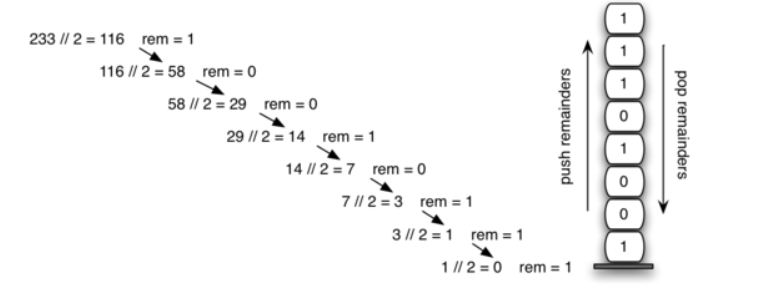 233 // 2 = 116 rem = 1
116 // 2 = 58 rem = 0
58 // 2 = 29 rem = 0
29 // 2 = 14 rem = 1
14 // 2 = 7 rem = 0
7 // 2 = 3 rem = 1
3 // 2 = 1 rem = 1
1 // 2 = 0 rem = 1
push remainders
1
1
1
0
1
0
0
1
pop remainders